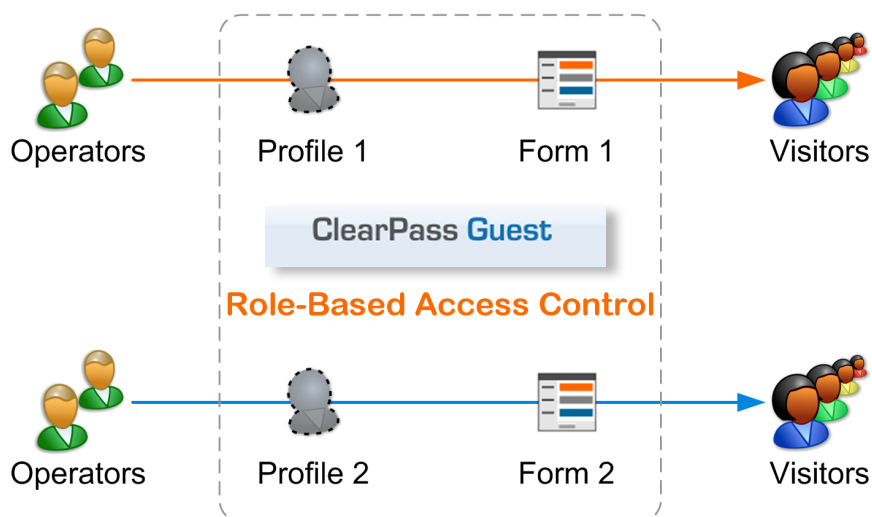 Operators Profile 1 Form 1 Visitors
ClearPass Guest
Role-Based Access Control
Operators Profile 2 Form 2 Visitors